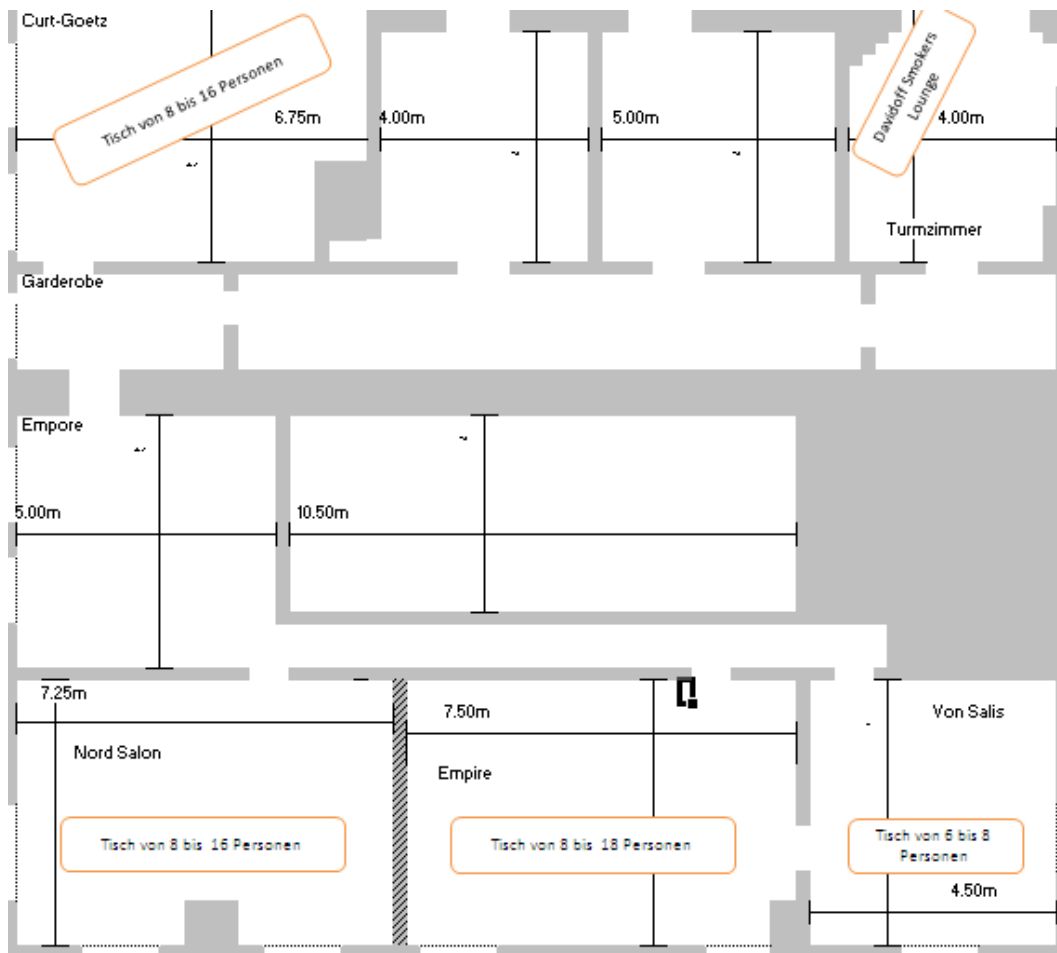 Curt-Goetz
Tisch von 8 bis 16 Personen
6.75m
4.00m
5.00m
Davidoff Smokers
Lounge
4.00m
Turmzimmer
Garderobe
Empore
5.00m
10.50m
7.25m
7.50m
Von Salis
Nord Salon
Empire
Tisch von 8 bis 16 Personen
Tisch von 8 bis 18 Personen
Tisch von 6 bis 8
Personen
4.50m